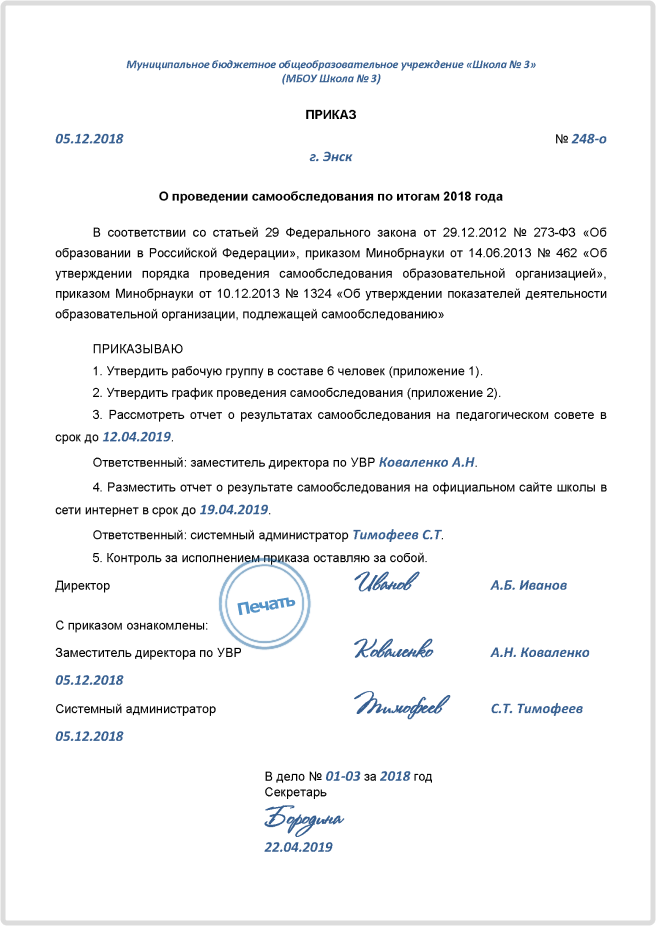 Муниципальное бюджетное общеобразовательное учреждение «Школа № 3»
(МБОУ Школа № 3)
ПРИКАЗ
05.12.2018 № 248-о
г. Энск
О проведении самообследования по итогам 2018 года
В соответствии со статьей 29 Федерального закона от 29.12.2012 № 273-ФЗ «Об
образовании в Российской Федерации», приказом Минобрнауки от 14.06.2013 № 462 «Об
утверждении порядка проведения самообследования образовательной организацией»,
приказом Минобрнауки от 10.12.2013 № 1324 «Об утверждении показателей деятельности
образовательной организации, подлежащей самообследованию»
ПРИКАЗЫВАЮ
1. Утвердить рабочую группу в составе 6 человек (приложение 1).
2. Утвердить график проведения самообследования (приложение 2).
3. Рассмотреть отчет о результатах самообследования на педагогическом совете в
срок до 12.04.2019.
Ответственный: заместитель директора по УВР Коваленко А.Н.
4. Разместить отчет о результате самообследования на официальном сайте школы в
сети интернет в срок до 19.04.2019.
Ответственный: системный администратор Тимофеев С.Т.
5. Контроль за исполнением приказа оставляю за собой.
Директор Иванов А.Б. Иванов
Печать
С приказом ознакомлены:
Заместитель директора по УВР Коваленко А.Н. Коваленко
05.12.2018
Системный администратор Тимофеев С.Т. Тимофеев
05.12.2018
В дело № 01-03 за 2018 год
Секретарь
Бородина
22.04.2019